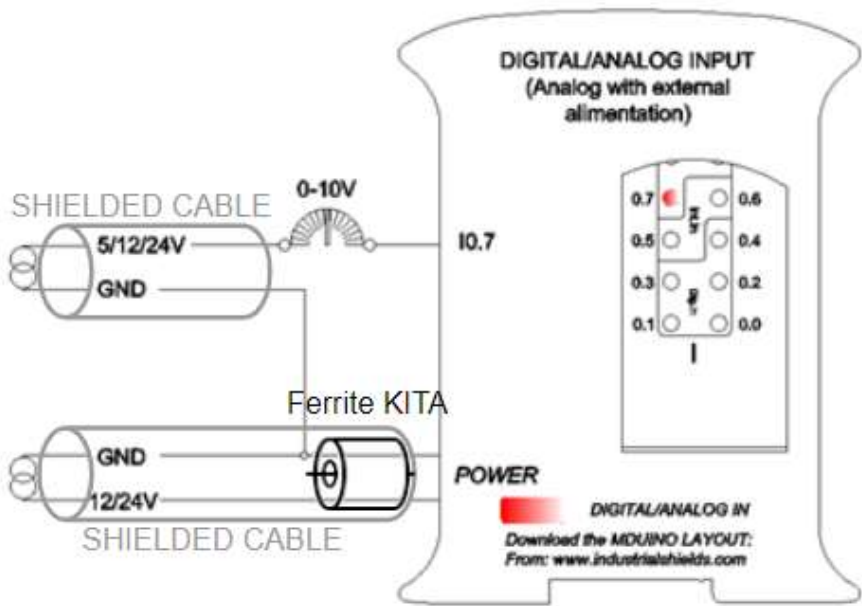 DIGITAL/ANALOG INPUT
(Analog with external
alimentation)
SHIELDED CABLE
0-10V
5/12/24V
I0.7
GND
0.7
0.6
0.5
0.4
0.3
0.2
0.1
0.0
I
Ferrite KITA
GND
12/24V
SHIELDED CABLE
POWER
DIGITAL/ANALOG IN
Download the MDUINO LAYOUT:
From: www.industrialshields.com